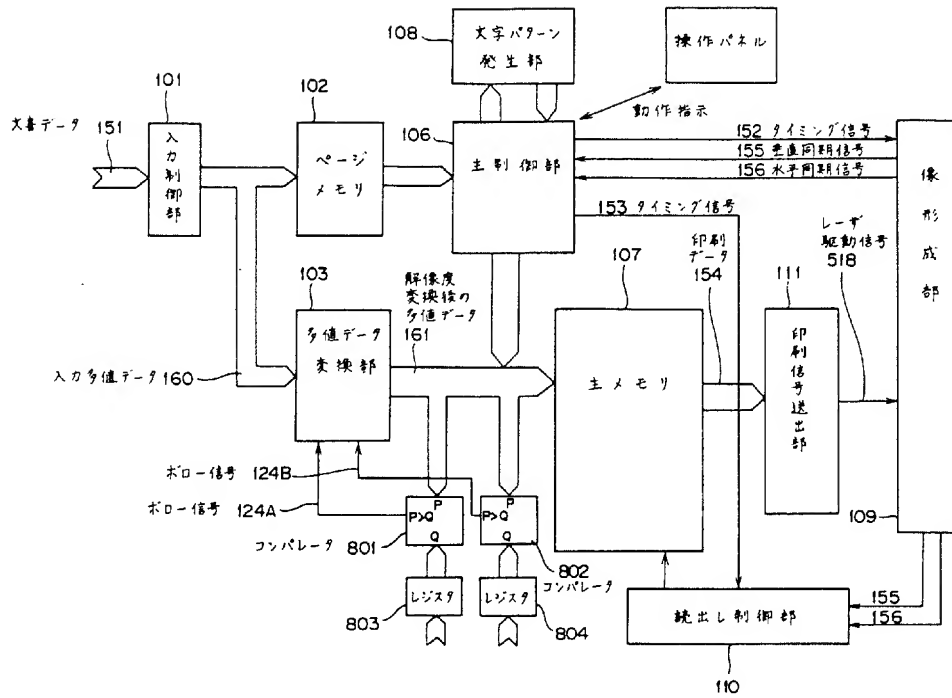 108
文字パターン
発生部
操作パネル
101
102
動作指示
文書データ
151
106
152 タイミング信号
155 垂直同期信号
156 水平同期信号
入力制御部
ページ
メモリ
主制御部
像形成部
153 タイミング信号
103
解像度
変換後の
多値データ
161
107
印刷
データ
154
レーザ
駆動信号
518
111
多値データ
変換部
入力多値データ 160
主メモリ
印刷信号送出部
ボロー信号 124B
ボロー信号
124A
P
P>Q
Q
P
P>Q
Q
109
コンパレータ
801
802
コンパレータ
レジスタ
レジスタ
803
804
155
156
読出し制御部
110